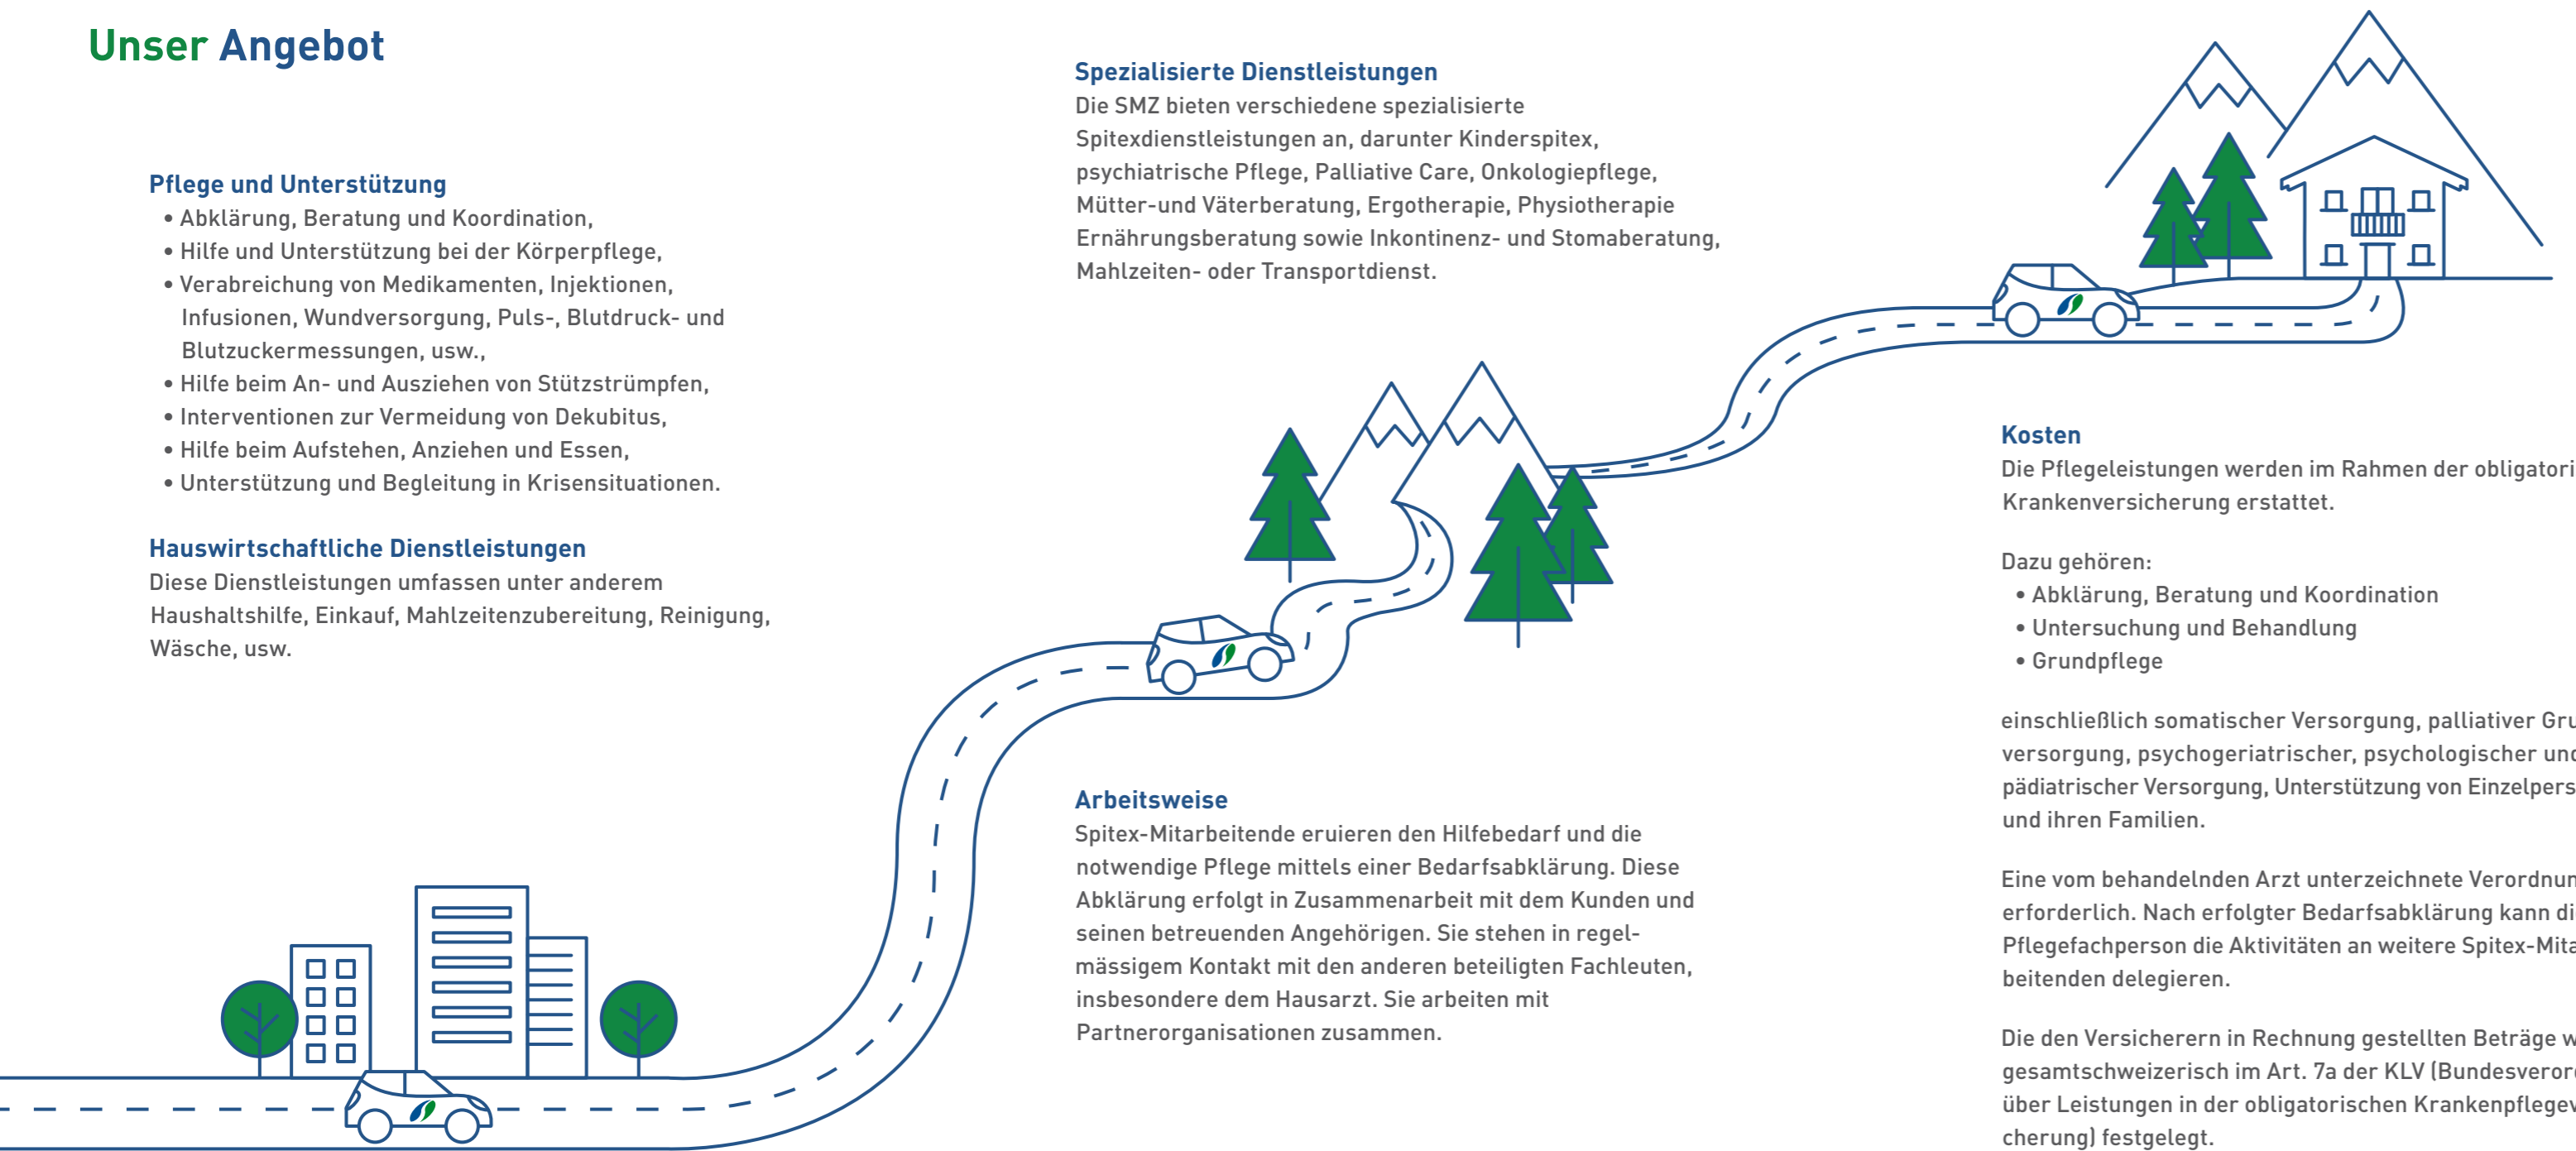 Unser Angebot
Pflege und Unterstützung
• Abklärung, Beratung und Koordination,
• Hilfe und Unterstützung bei der Körperpflege,
• Verabreichung von Medikamenten, Injektionen,
Infusionen, Wundversorgung, Puls-, Blutdruck- und
Blutzuckermessungen, usw.,
• Hilfe beim An- und Ausziehen von Stützstrümpfen,
• Interventionen zur Vermeidung von Dekubitus,
• Hilfe beim Aufstehen, Anziehen und Essen,
• Unterstützung und Begleitung in Krisensituationen.
Hauswirtschaftliche Dienstleistungen
Diese Dienstleistungen umfassen unter anderem
Haushaltshilfe, Einkauf, Mahlzeitenzubereitung, Reinigung,
Wäsche, usw.
Spezialisierte Dienstleistungen
Die SMZ bieten verschiedene spezialisierte
Spitexdienstleistungen an, darunter Kinderspitex,
psychiatrische Pflege, Palliative Care, Onkologiepflege,
Mütter-und Väterberatung, Ergotherapie, Physiotherapie
Ernährungsberatung sowie Inkontinenz- und Stomaberatung,
Mahlzeiten- oder Transportdienst.
Arbeitsweise
Spitex-Mitarbeitende eruieren den Hilfebedarf und die
notwendige Pflege mittels einer Bedarfsabklärung. Diese
Abklärung erfolgt in Zusammenarbeit mit dem Kunden und
seinen betreuenden Angehörigen. Sie stehen in regel-
mässigem Kontakt mit den anderen beteiligten Fachleuten,
insbesondere dem Hausarzt. Sie arbeiten mit
Partnerorganisationen zusammen.
Kosten
Die Pflegeleistungen werden im Rahmen der obligatori
Krankenversicherung erstattet.
Dazu gehören:
• Abklärung, Beratung und Koordination
• Untersuchung und Behandlung
• Grundpflege
einschließlich somatischer Versorgung, palliativer Gru
versorgung, psychogeriatrischer, psychologischer und
pädiatrischer Versorgung, Unterstützung von Einzelpers
und ihren Familien.
Eine vom behandelnden Arzt unterzeichnete Verordnun
erforderlich. Nach erfolgter Bedarfsabklärung kann di
Pflegefachperson die Aktivitäten an weitere Spitex-Mita
beitenden delegieren.
Die den Versicherern in Rechnung gestellten Beträge w
gesamtschweizerisch im Art. 7a der KLV (Bundesveror
über Leistungen in der obligatorischen Krankenpflegev
cherung) festgelegt.